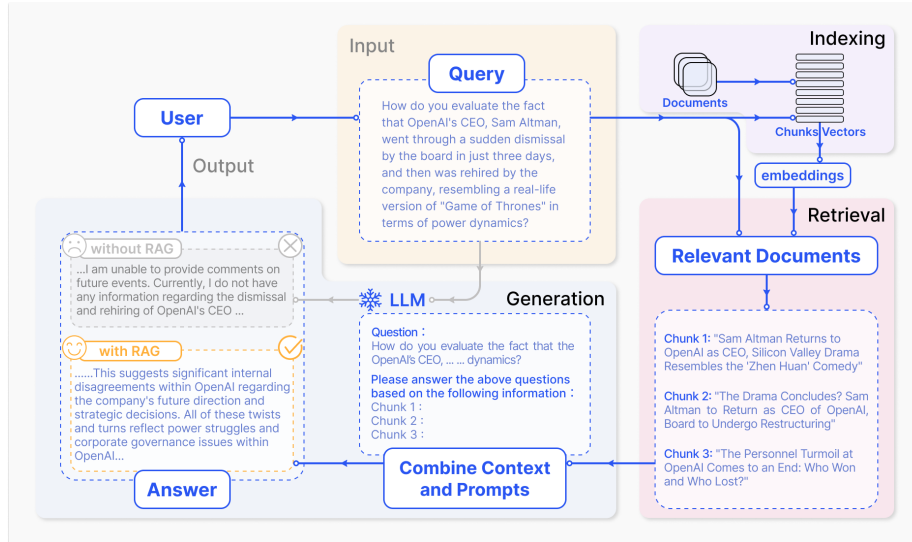 Input
Indexing
Query
Documents
Chunks Vectors
User
How do you evaluate the fact
that OpenAI's CEO, Sam Altman,
went through a sudden dismissal
by the board in just three days,
and then was rehired by the
company, resembling a real-life
version of "Game of Thrones" in
terms of power dynamics?
embeddings
Output
Retrieval
Relevant Documents
without RAG
...I am unable to provide comments on
future events. Currently, I do not have
any information regarding the dismissal
and rehiring of OpenAI's CEO ...
LLM
Generation
Question :
How do you evaluate the fact that the
OpenAI's CEO, ... ... dynamics?
Please answer the above questions
based on the following information :
Chunk 1 :
Chunk 2 :
Chunk 3 :
Chunk 1: "Sam Altman Returns to
OpenAI as CEO, Silicon Valley Drama
Resembles the 'Zhen Huan' Comedy"
Chunk 2: "The Drama Concludes? Sam
Altman to Return as CEO of OpenAI,
Board to Undergo Restructuring"
Chunk 3: "The Personnel Turmoil at
OpenAI Comes to an End: Who Won
and Who Lost?"
with RAG
......This suggests significant internal
disagreements within OpenAI regarding
the company's future direction and
strategic decisions. All of these twists
and turns reflect power struggles and
corporate governance issues within
OpenAI...
Combine Context
and Prompts
Answer